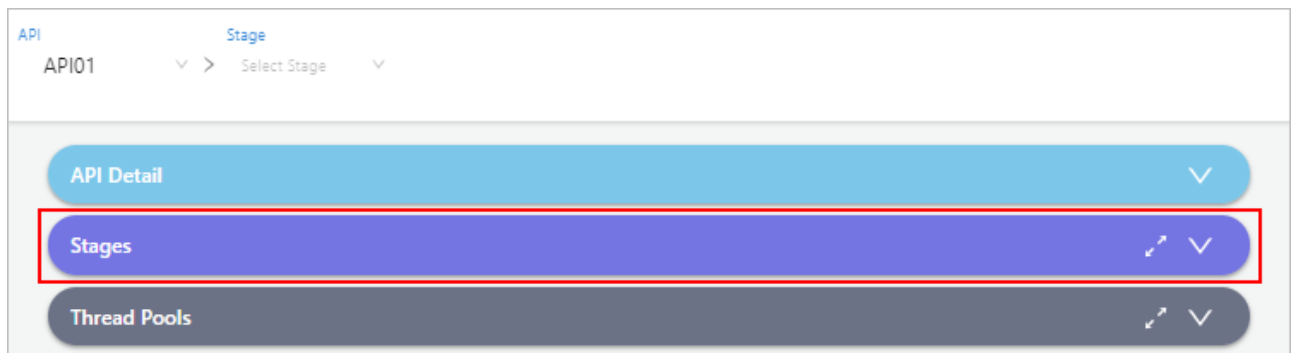 API Stage
API01 > Select Stage
API Detail
Stages
Thread Pools